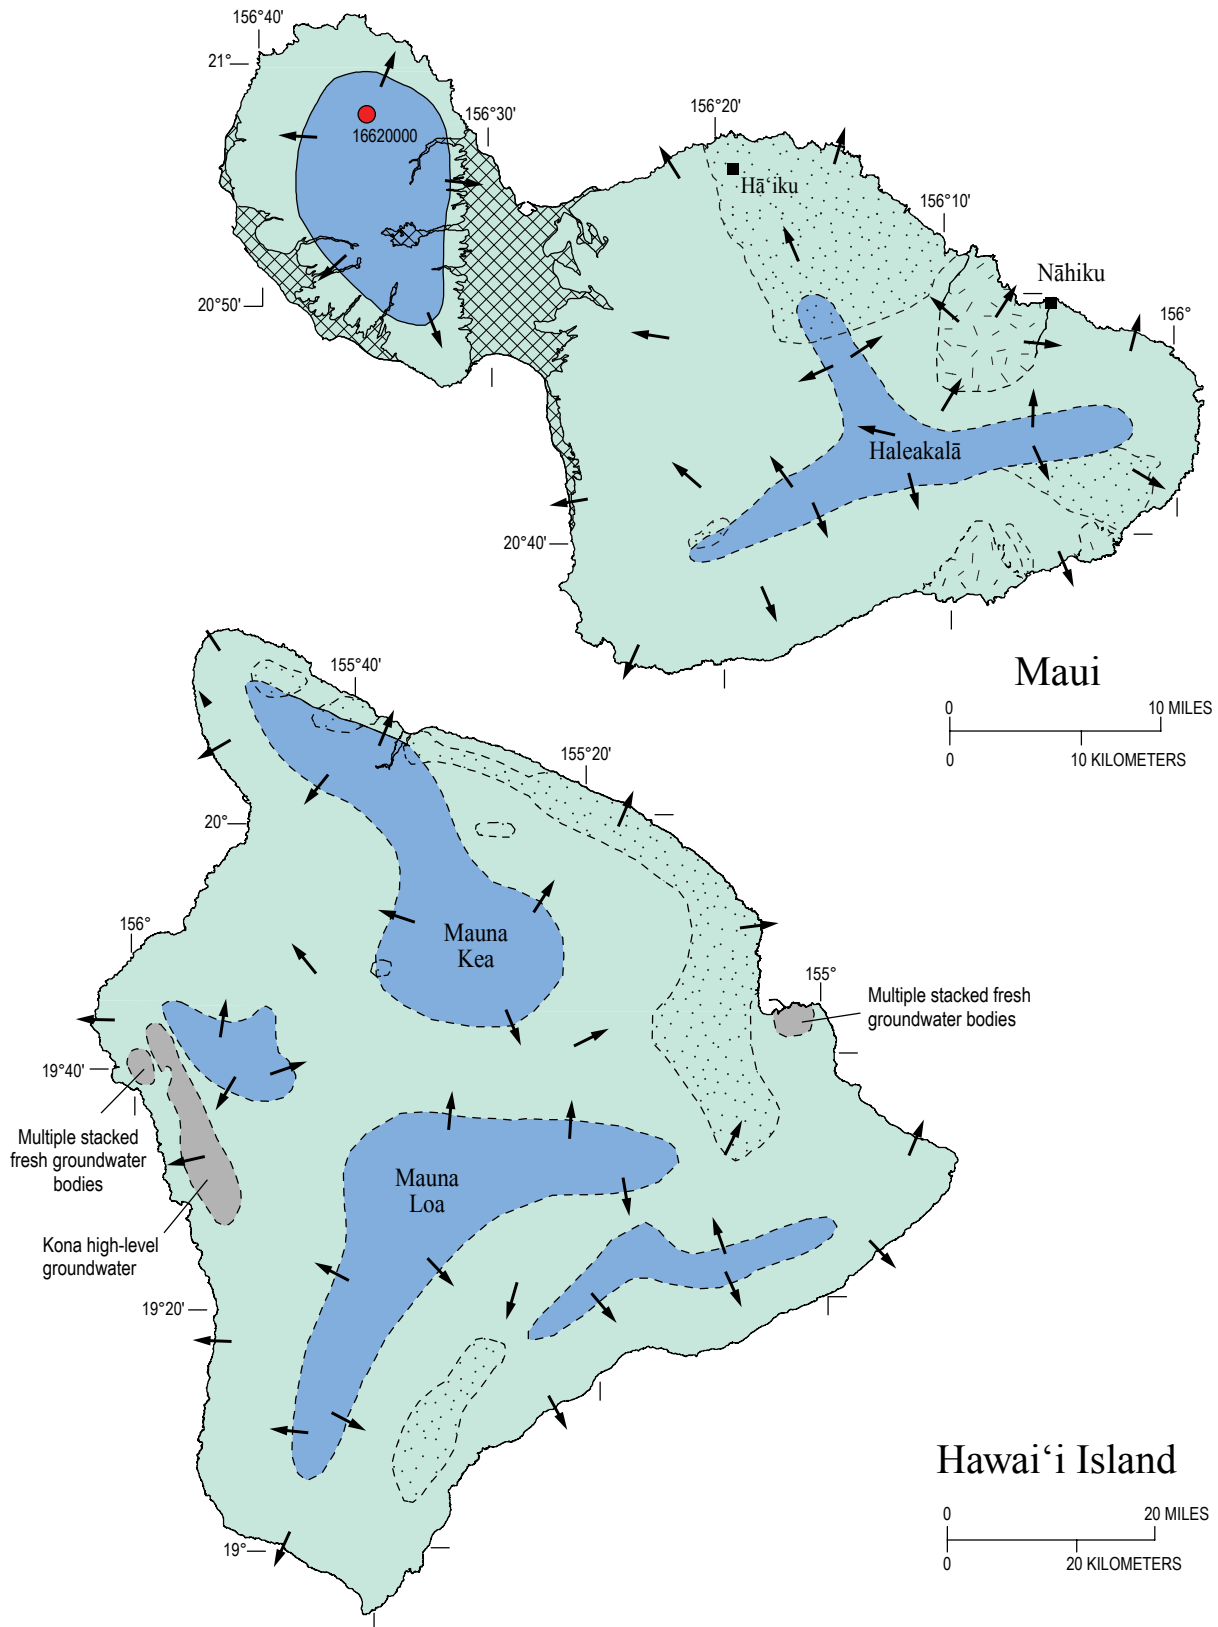 156°40'
21°
156°30'
16620000
156°20'
Hā‘iku
156°10'
Nāhiku
156°
20°50'
Haleakalā
20°40'
Maui
0 10 MILES
0 10 KILOMETERS
155°40'
155°20'
20°
156°
Mauna
Kea
155°
Multiple stacked fresh
groundwater bodies
19°40'
Multiple stacked
fresh groundwater
bodies
Mauna
Loa
Kona high-level
groundwater
19°20'
Hawai‘i Island
0 20 MILES
0 20 KILOMETERS
19°